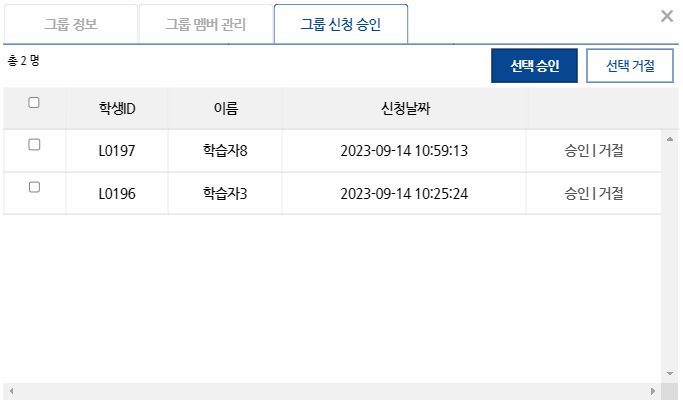 그룹 정보 그룹 멤버 관리 그룹 신청 승인
총 2 명 선택 승인 선택 거절
학생ID 이름 신청날짜
L0197 학습자8 2023-09-14 10:59:13 승인 | 거절
L0196 학습자3 2023-09-14 10:25:24 승인 | 거절